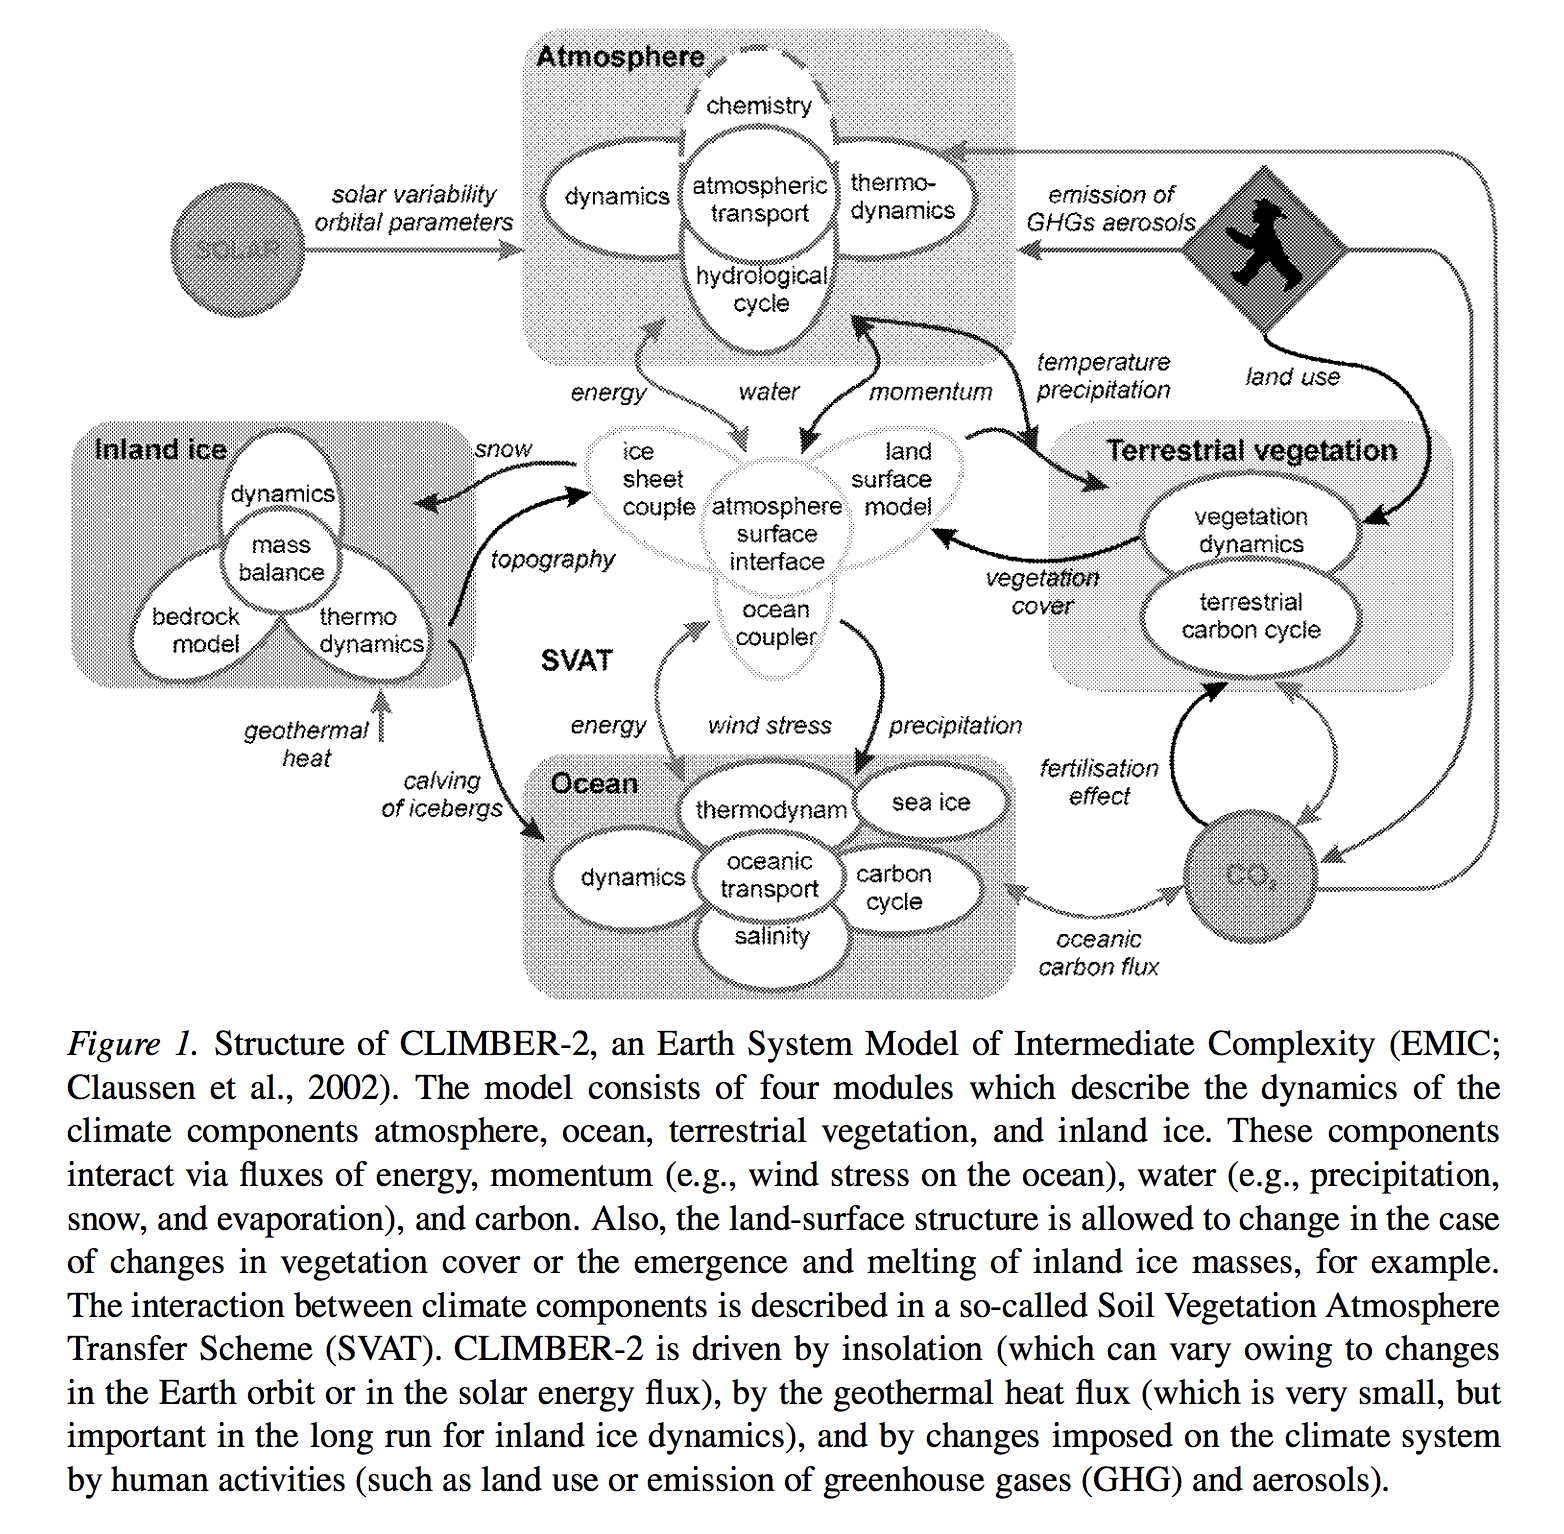 Atmosphere
chemistry
dynamics
atmospheric
transport
thermo-
dynamics
hydrological
cycle
solar variability
orbital parameters
SOLAR
emission of
GHGs aerosols
energy
water
momentum
temperature
precipitation
land use
Inland ice
dynamics
mass
balance
bedrock
model
thermo
dynamics
snow
topography
ice
sheet
couple
atmosphere
surface
interface
land
surface
model
ocean
coupler
SVAT
Terrestrial vegetation
vegetation
dynamics
terrestrial
carbon cycle
vegetation
cover
geothermal
heat
calving
of icebergs
energy
wind stress
precipitation
fertilisation
effect
Ocean
thermodynam
sea ice
dynamics
oceanic
transport
carbon
cycle
salinity
CO₂
oceanic
carbon flux
Figure 1. Structure of CLIMBER-2, an Earth System Model of Intermediate Complexity (EMIC;
Claussen et al., 2002). The model consists of four modules which describe the dynamics of the
climate components atmosphere, ocean, terrestrial vegetation, and inland ice. These components
interact via fluxes of energy, momentum (e.g., wind stress on the ocean), water (e.g., precipitation,
snow, and evaporation), and carbon. Also, the land-surface structure is allowed to change in the case
of changes in vegetation cover or the emergence and melting of inland ice masses, for example.
The interaction between climate components is described in a so-called Soil Vegetation Atmosphere
Transfer Scheme (SVAT). CLIMBER-2 is driven by insolation (which can vary owing to changes
in the Earth orbit or in the solar energy flux), by the geothermal heat flux (which is very small, but
important in the long run for inland ice dynamics), and by changes imposed on the climate system
by human activities (such as land use or emission of greenhouse gases (GHG) and aerosols).